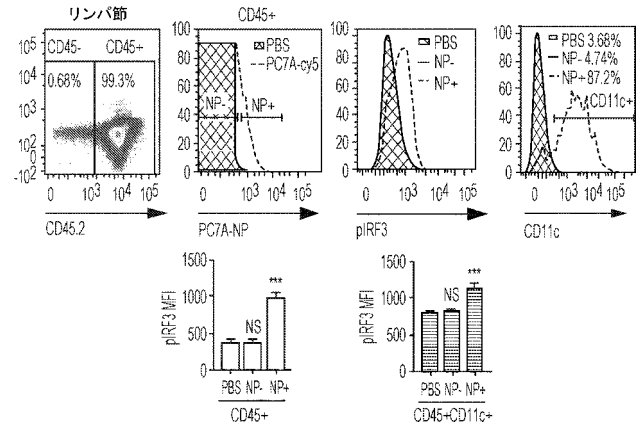 リンパ節
CD45- CD45+
0.68% 99.3%
10⁵
10⁴
10³
10²
0
-10²
0 10³ 10⁴ 10⁵
CD45.2
CD45+
100
80
60
40
20
0
PBS
PC7A-cy5
NP- NP+
0 10³ 10⁴ 10⁵
PC7A-NP
100
80
60
40
20
0
PBS
NP-
NP+
0 10³ 10⁴ 10⁵
pIRF3
100
80
60
40
20
0
PBS 3.68%
NP- 4.74%
NP+ 87.2%
CD11c+
0 10³ 10⁴ 10⁵
CD11c
pIRF3 MFI
1500
1000
500
0
NS
***
PBS NP- NP+
CD45+
pIRF3 MFI
1500
1000
500
0
NS
***
PBS NP- NP+
CD45+CD11c+